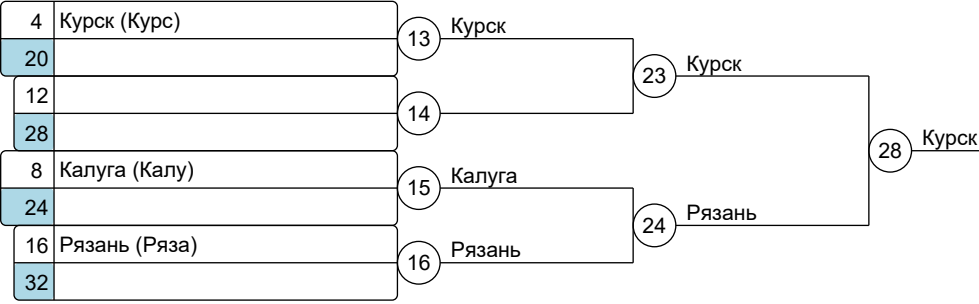 4 Курск (Курс)
20
12
28
8 Калуга (Калу)
24
16 Рязань (Ряза)
32
13 Курск
14
15 Калуга
16 Рязань
23 Курск
24 Рязань
28 Курск